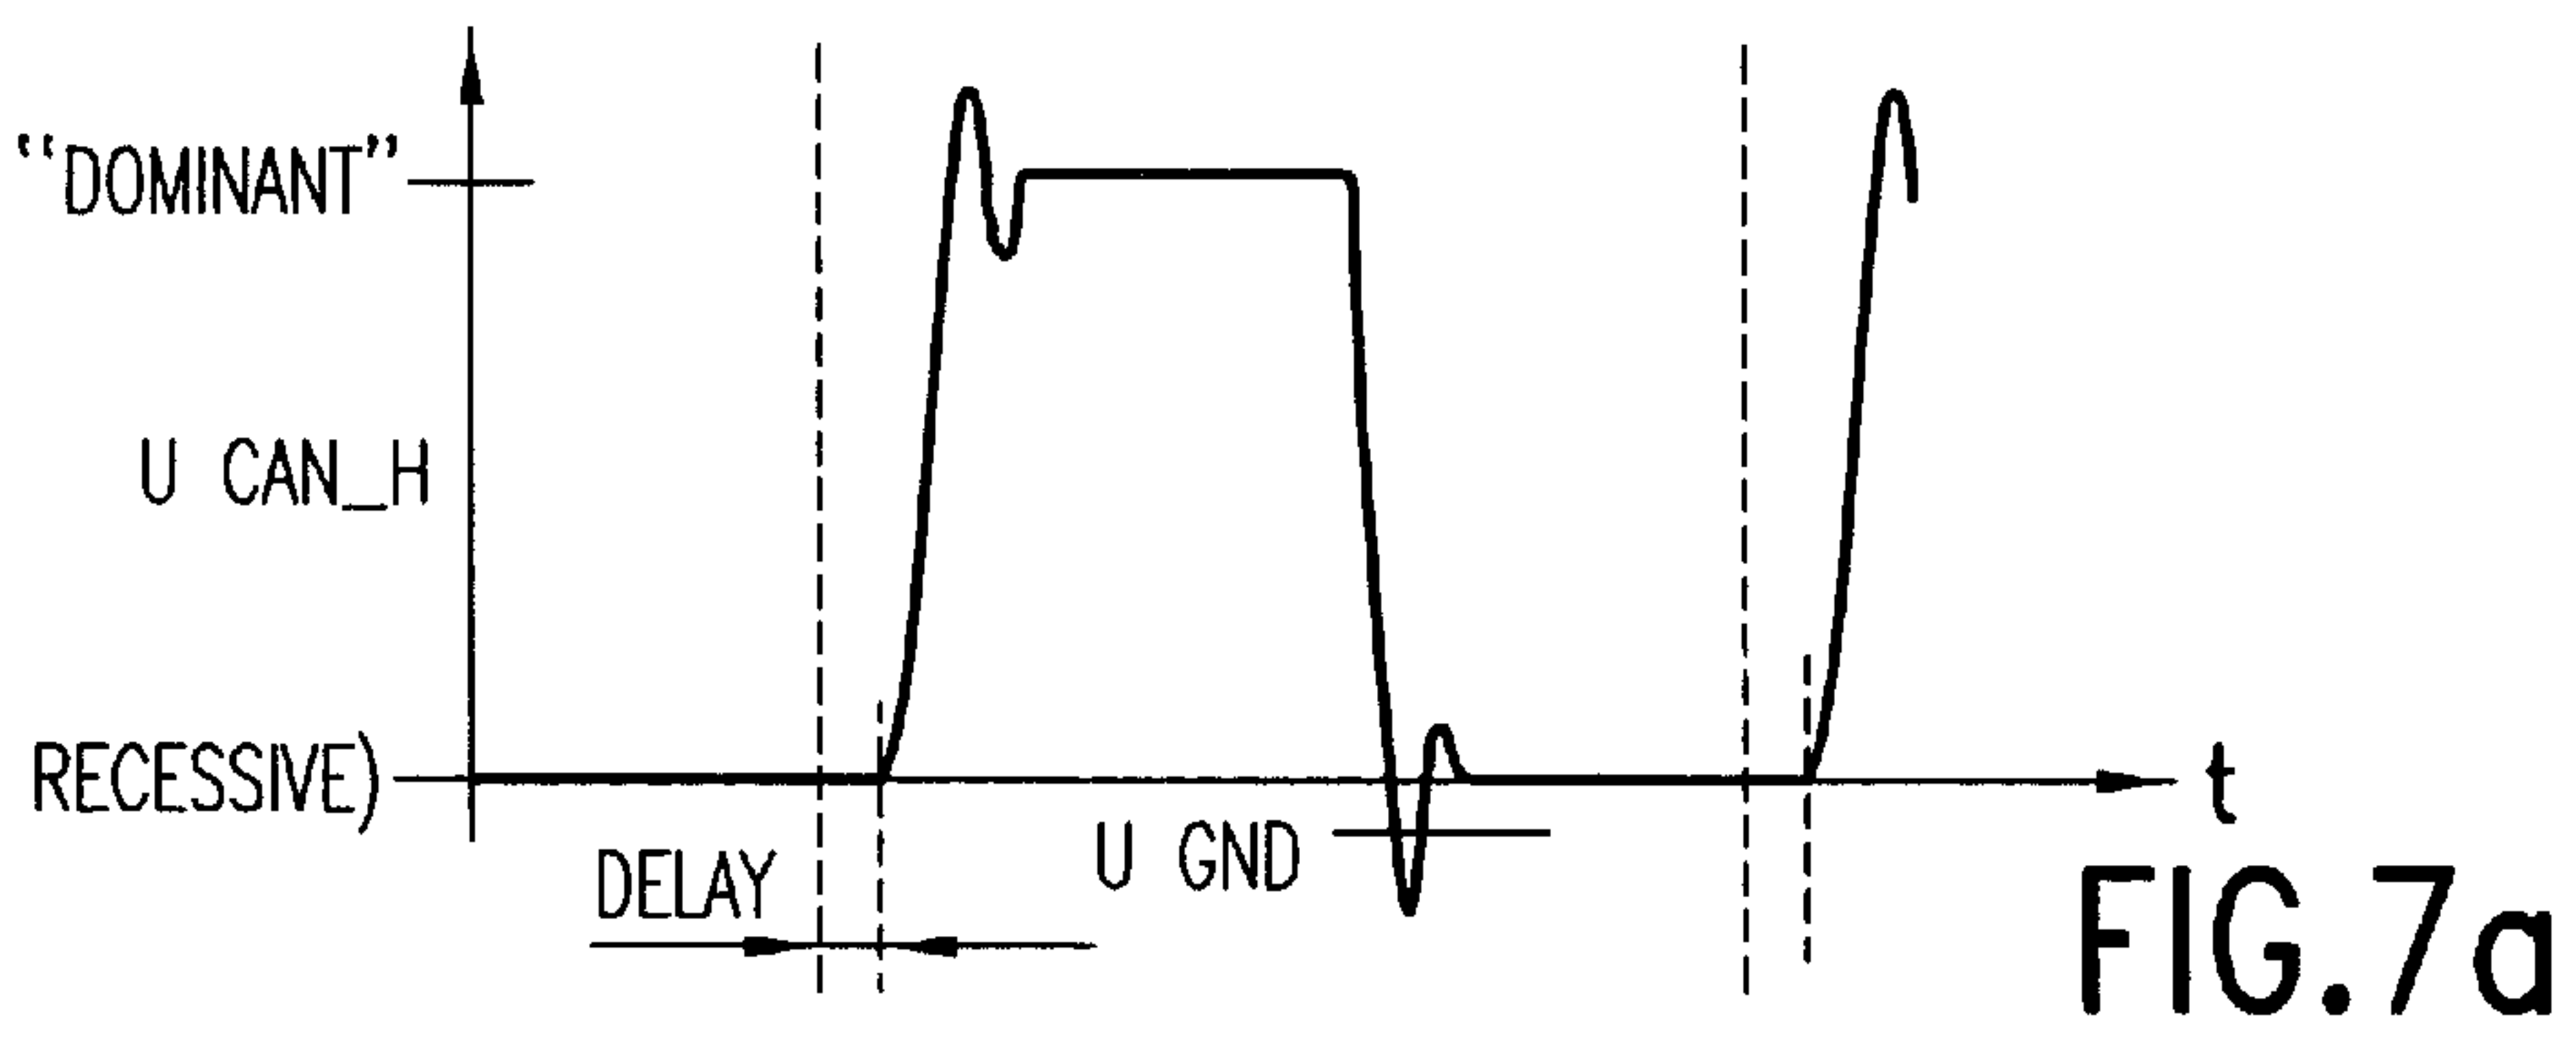 “DOMINANT”
U CAN_H
RECESSIVE)
t
U GND
DELAY
FIG.7a